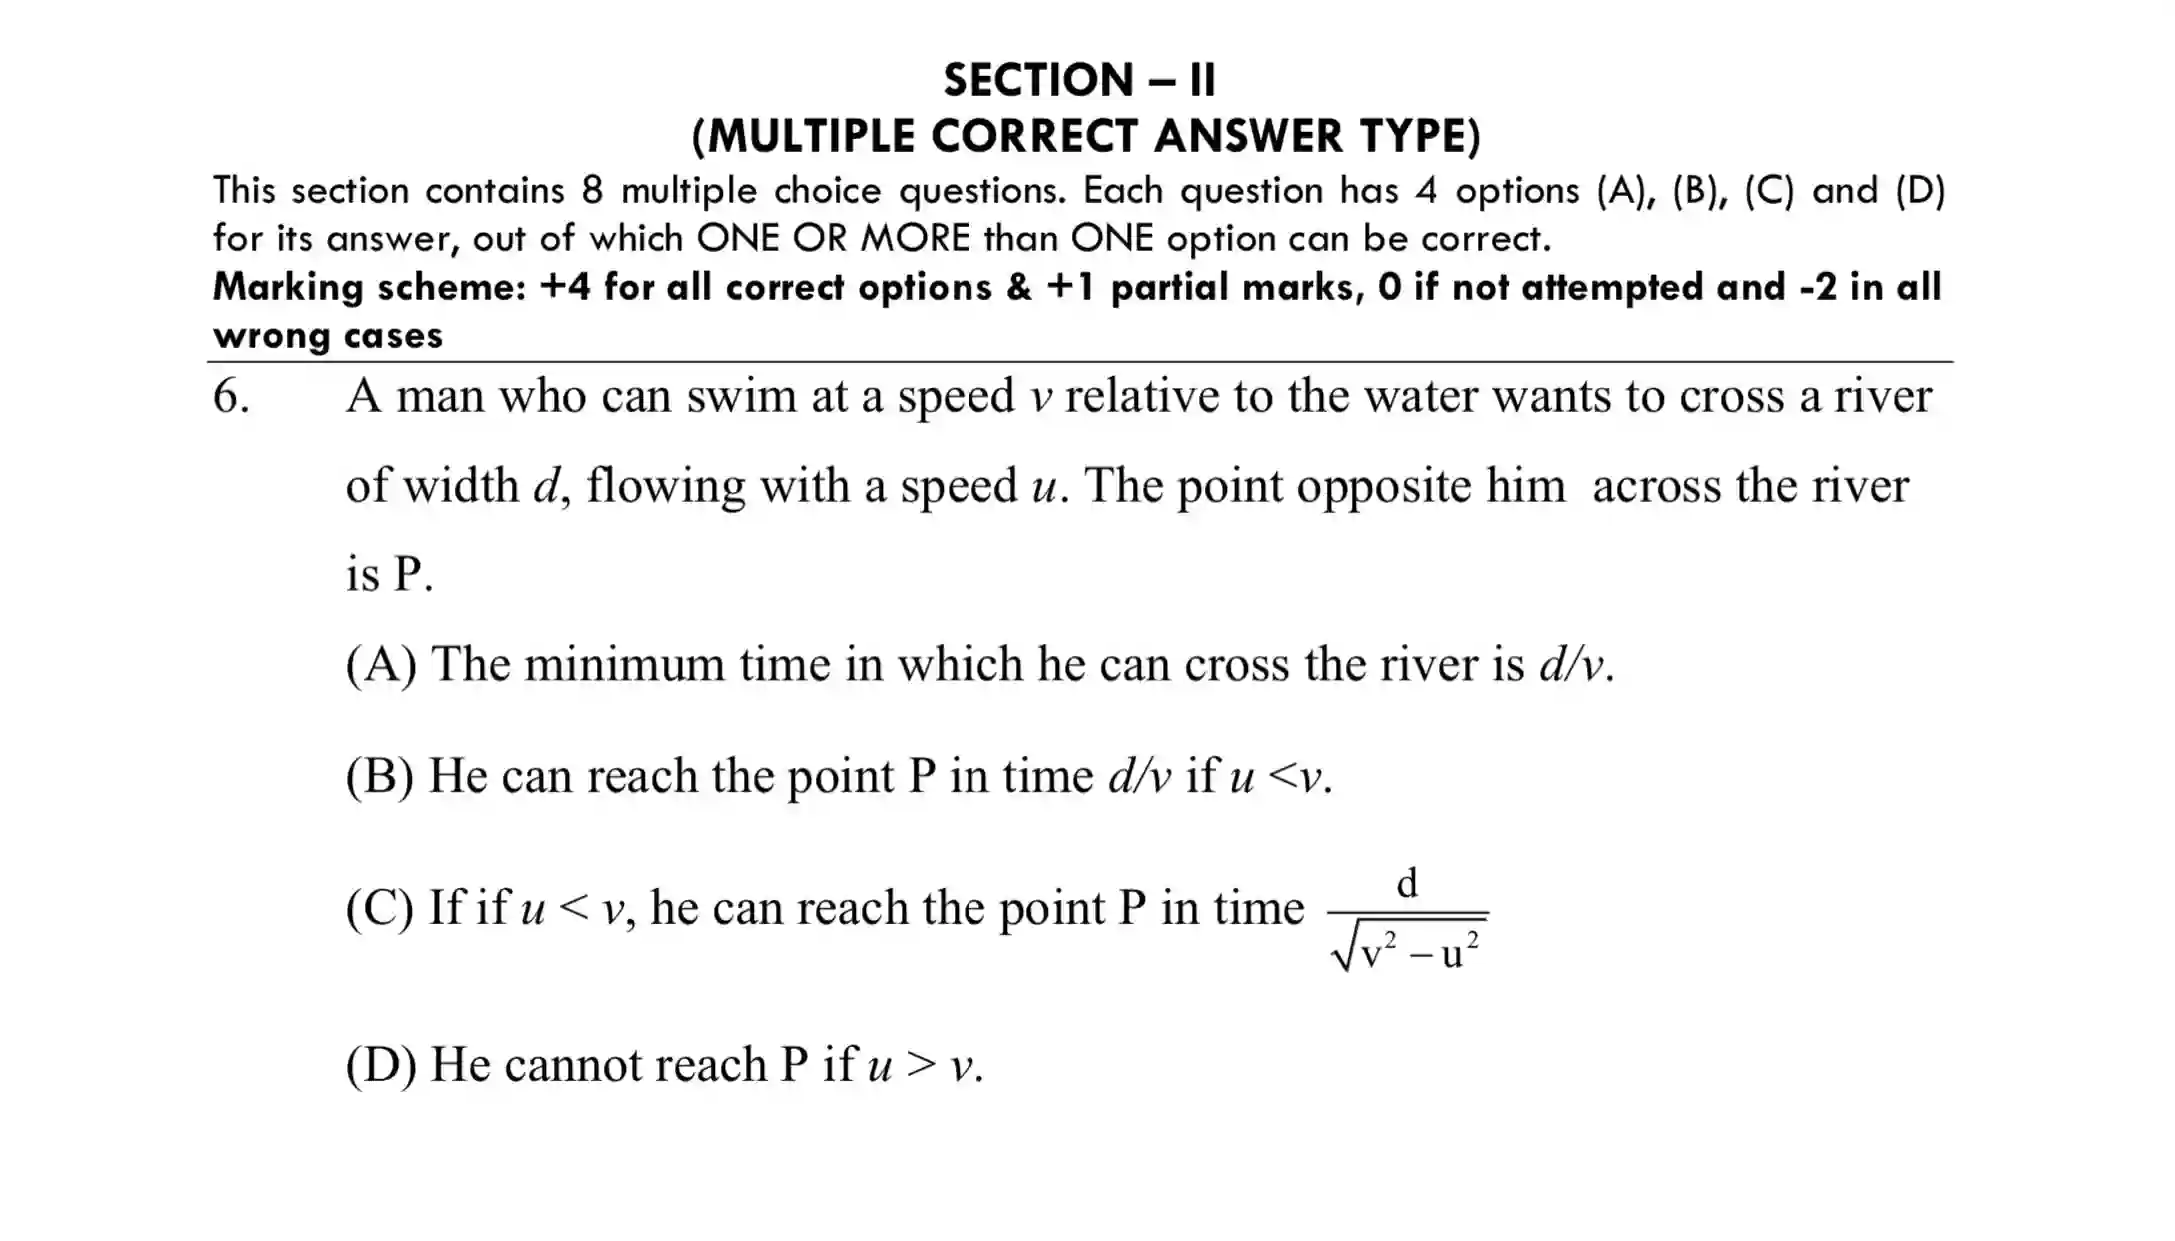 SECTION – II
(MULTIPLE CORRECT ANSWER TYPE)
This section contains 8 multiple choice questions. Each question has 4 options (A), (B), (C) and (D)
for its answer, out of which ONE OR MORE than ONE option can be correct.
Marking scheme: +4 for all correct options & +1 partial marks, 0 if not attempted and -2 in all
wrong cases
6. A man who can swim at a speed v relative to the water wants to cross a river
of width d, flowing with a speed u. The point opposite him across the river
is P.
(A) The minimum time in which he can cross the river is d/v.
(B) He can reach the point P in time d/v if u <v.
(C) If if u < v, he can reach the point P in time d/√(v² – u²)
(D) He cannot reach P if u > v.